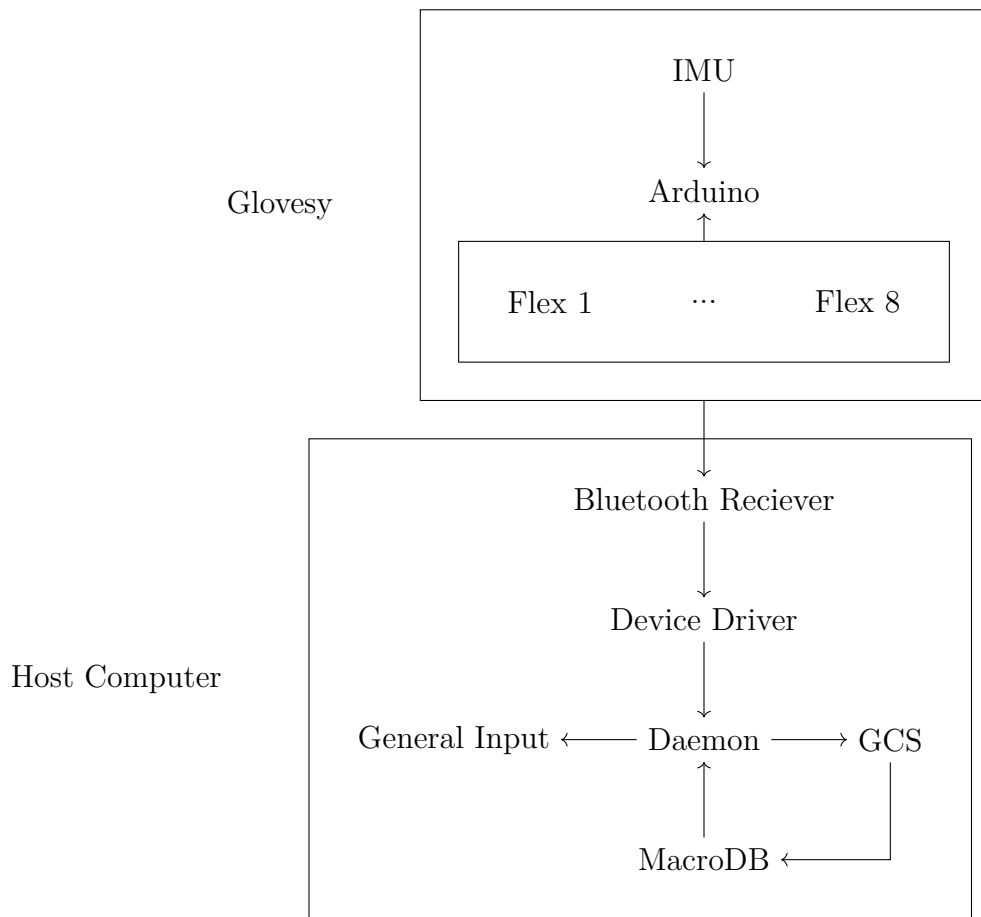 IMU
Arduino
Glovesy
Flex 1 ... Flex 8
Bluetooth Reciever
Device Driver
Host Computer
General Input Daemon GCS
MacroDB